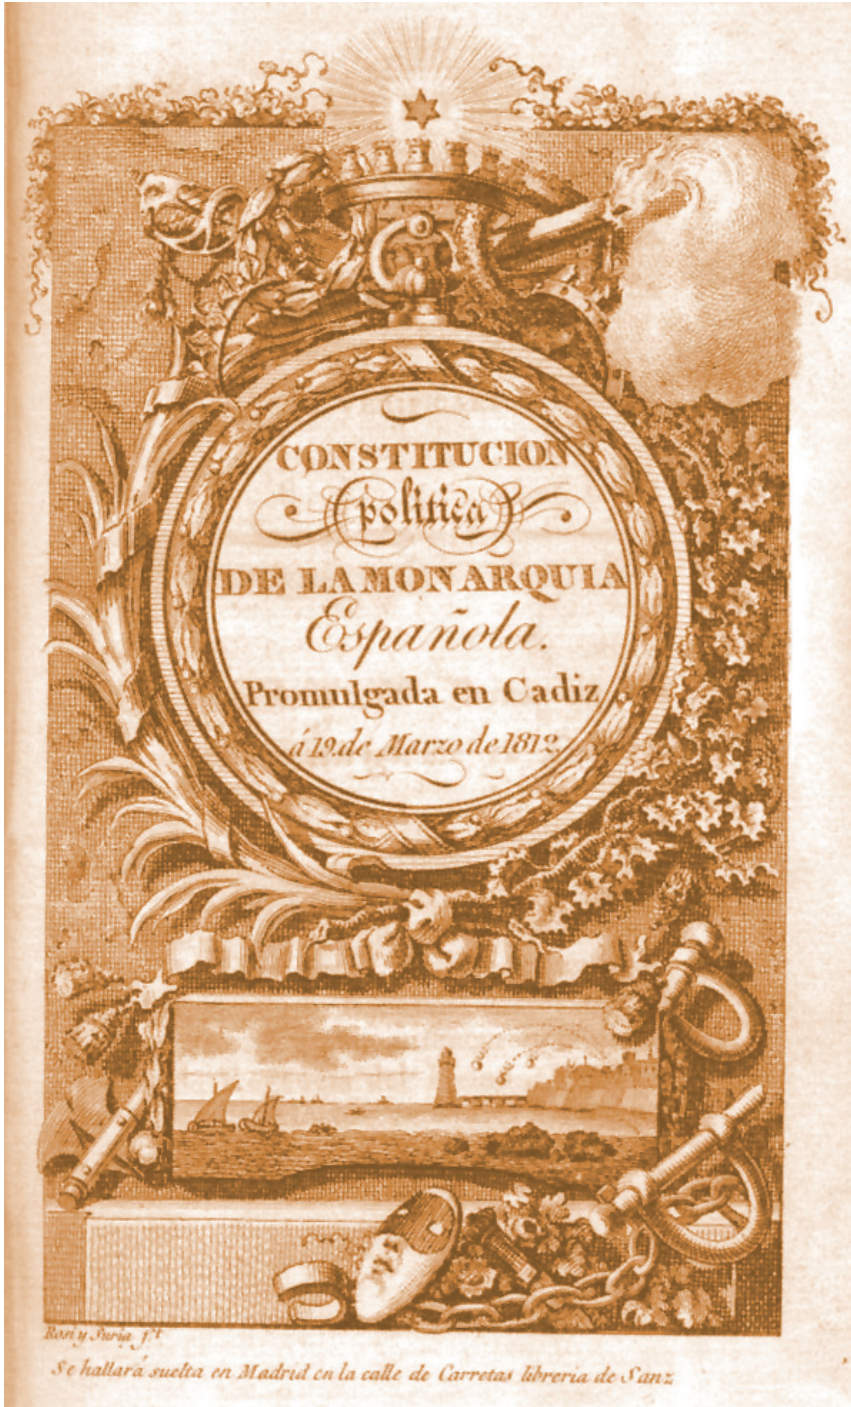 CONSTITUCION
politica
DE LA MONARQUIA
Española.
Promulgada en Cadiz
á 19. de Marzo de 1812.
Rosi y Suria f.t
Se hallará suelta en Madrid en la calle de Carretas libreria de Sanz